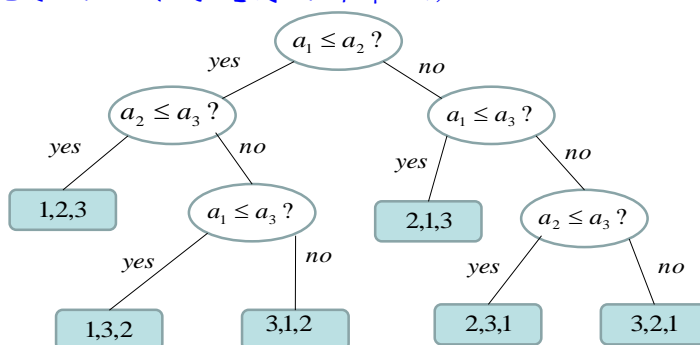 a₁ ≤ a₂ ?
yes no
a₂ ≤ a₃ ? a₁ ≤ a₃ ?
yes no yes no
1,2,3 a₁ ≤ a₃ ? 2,1,3 a₂ ≤ a₃ ?
yes no yes no
1,3,2 3,1,2 2,3,1 3,2,1